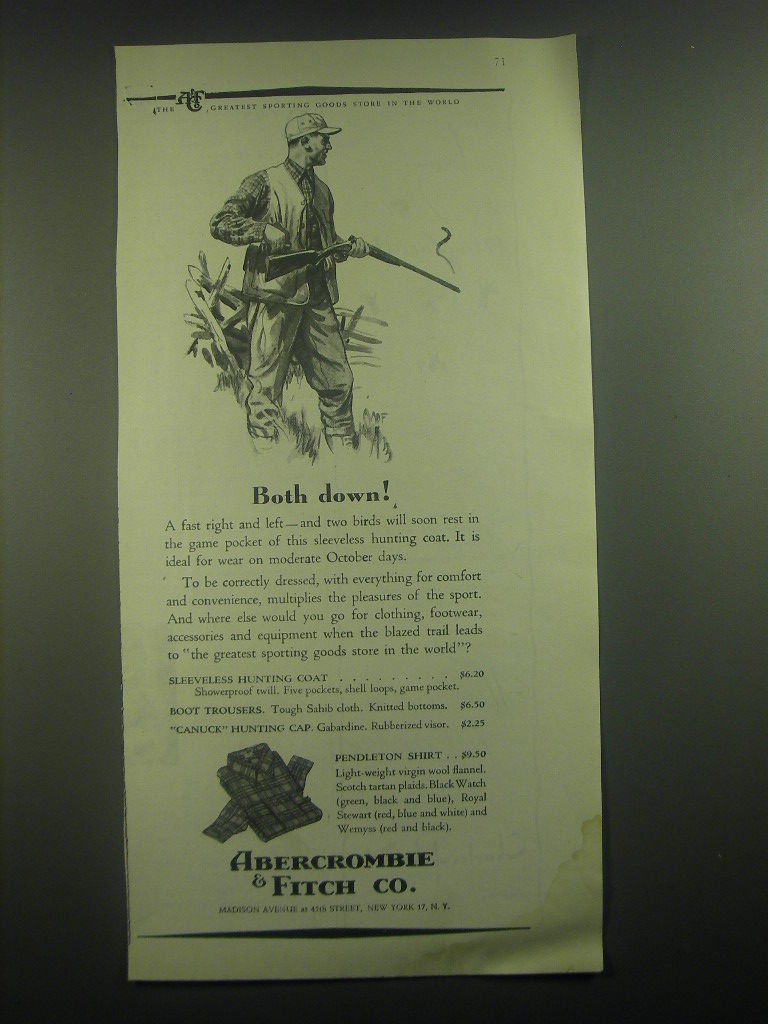 71
THE A&F CO GREATEST SPORTING GOODS STORE IN THE WORLD
Both down!
A fast right and left—and two birds will soon rest in
the game pocket of this sleeveless hunting coat. It is
ideal for wear on moderate October days.
To be correctly dressed, with everything for comfort
and convenience, multiplies the pleasures of the sport.
And where else would you go for clothing, footwear,
accessories and equipment when the blazed trail leads
to "the greatest sporting goods store in the world"?
SLEEVELESS HUNTING COAT . . . . . . . . . $6.20
Showerproof twill. Five pockets, shell loops, game pocket.
BOOT TROUSERS. Tough Sahib cloth. Knitted bottoms. $6.50
"CANUCK" HUNTING CAP. Gabardine. Rubberized visor. $2.25
PENDLETON SHIRT . . $9.50
Light-weight virgin wool flannel.
Scotch tartan plaids. Black Watch
(green, black and blue), Royal
Stewart (red, blue and white) and
Wemyss (red and black).
ABERCROMBIE
& FITCH CO.
MADISON AVENUE at 45th STREET, NEW YORK 17, N. Y.